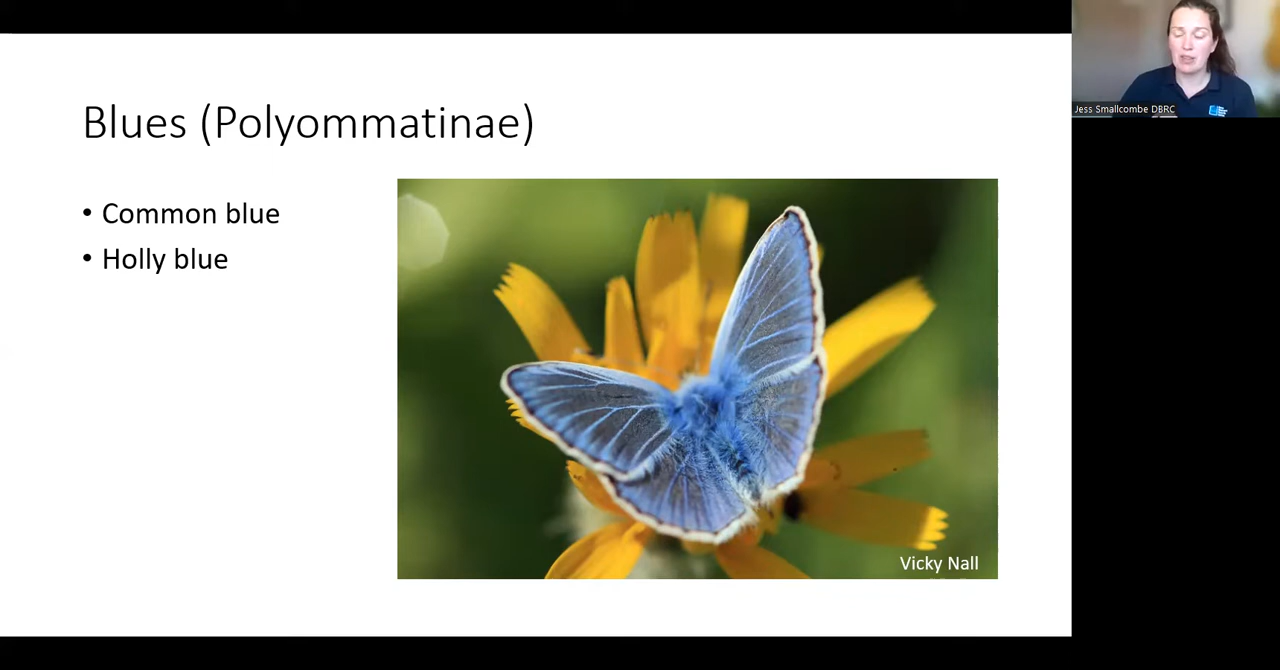 Blues (Polyommatinae)
• Common blue
• Holly blue
Vicky Nall
Jess Smallcombe DBRC